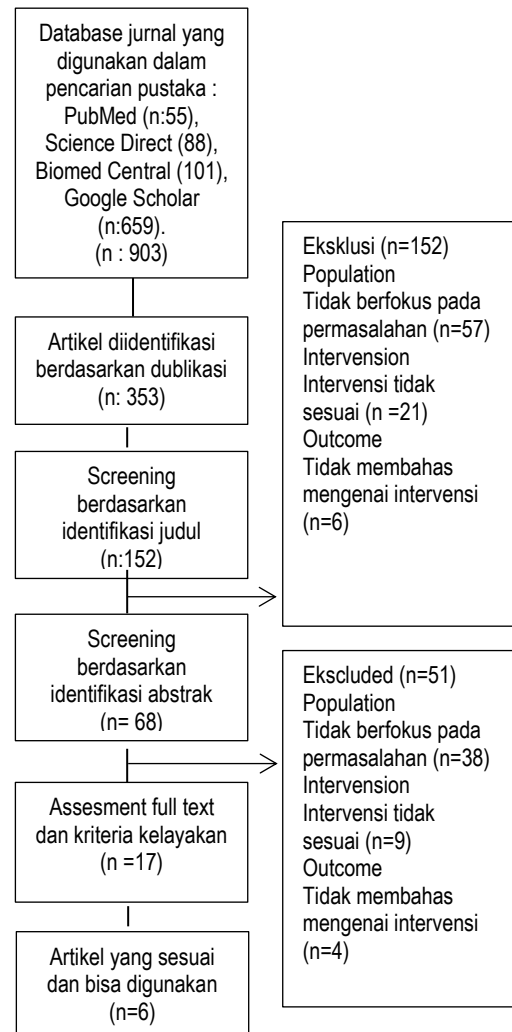 Database jurnal yang
digunakan dalam
pencarian pustaka :
PubMed (n:55),
Science Direct (88),
Biomed Central (101),
Google Scholar
(n:659).
(n : 903)
Artikel diidentifikasi
berdasarkan dublikasi
(n: 353)
Screening
berdasarkan
identifikasi judul
(n:152)
Eksklusi (n=152)
Population
Tidak berfokus pada
permasalahan (n=57)
Intervension
Intervensi tidak
sesuai (n =21)
Outcome
Tidak membahas
mengenai intervensi
(n=6)
Screening
berdasarkan
identifikasi abstrak
(n= 68)
Ekscluded (n=51)
Population
Tidak berfokus pada
permasalahan (n=38)
Intervension
Intervensi tidak
sesuai (n=9)
Outcome
Tidak membahas
mengenai intervensi
(n=4)
Assesment full text
dan kriteria kelayakan
(n =17)
Artikel yang sesuai
dan bisa digunakan
(n=6)